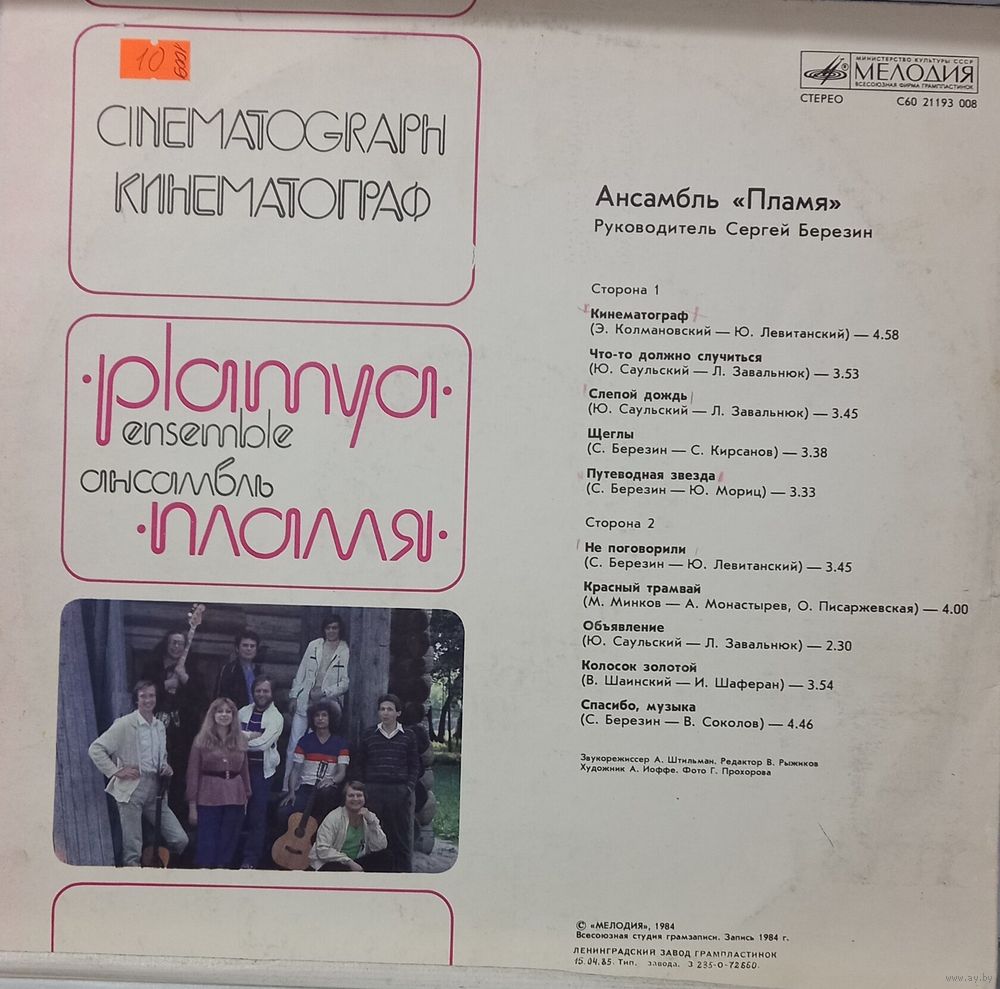 10
1009
CINEMATOGRAPH
КИНЕМАТОГРАФ
·plamya·
ensemble
ансамбль
·пламя·
МИНИСТЕРСТВО КУЛЬТУРЫ СССР
МЕЛОДИЯ
ВСЕСОЮЗНАЯ ФИРМА ГРАМПЛАСТИНОК
СТЕРЕО С60 21193 008
Ансамбль «Пламя»
Руководитель Сергей Березин
Сторона 1
Кинематограф
(Э. Колмановский — Ю. Левитанский) — 4.58
Что-то должно случиться
(Ю. Саульский — Л. Завальнюк) — 3.53
Слепой дождь
(Ю. Саульский — Л. Завальнюк) — 3.45
Щеглы
(С. Березин — С. Кирсанов) — 3.38
Путеводная звезда
(С. Березин — Ю. Мориц) — 3.33
Сторона 2
Не поговорили
(С. Березин — Ю. Левитанский) — 3.45
Красный трамвай
(М. Минков — А. Монастырев, О. Писаржевская) — 4.00
Объявление
(Ю. Саульский — Л. Завальнюк) — 2.30
Колосок золотой
(В. Шаинский — И. Шаферан) — 3.54
Спасибо, музыка
(С. Березин — В. Соколов) — 4.46
Звукорежиссер А. Штильман. Редактор В. Рыжиков
Художник А. Иоффе. Фото Г. Прохорова
© «МЕЛОДИЯ», 1984
Всесоюзная студия грамзаписи. Запись 1984 г.
ЛЕНИНГРАДСКИЙ ЗАВОД ГРАМПЛАСТИНОК
15.04.85. Тип. завода. З 235-0-72660.
www.ay.by